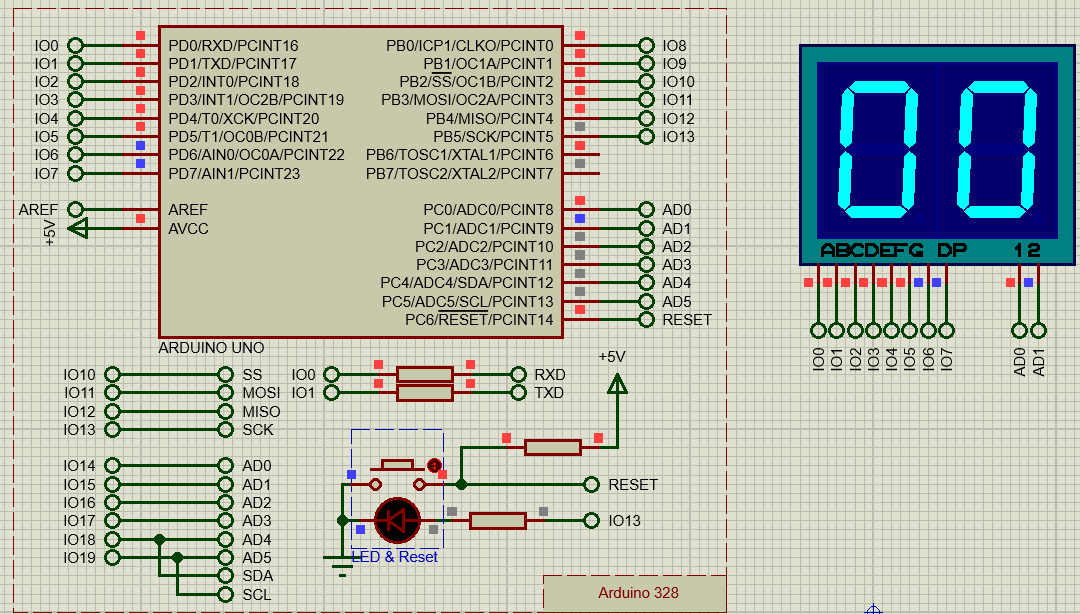 IO0 PD0/RXD/PCINT16 PB0/ICP1/CLKO/PCINT0 IO8
IO1 PD1/TXD/PCINT17 PB1/OC1A/PCINT1 IO9
IO2 PD2/INT0/PCINT18 PB2/SS/OC1B/PCINT2 IO10
IO3 PD3/INT1/OC2B/PCINT19 PB3/MOSI/OC2A/PCINT3 IO11
IO4 PD4/T0/XCK/PCINT20 PB4/MISO/PCINT4 IO12
IO5 PD5/T1/OC0B/PCINT21 PB5/SCK/PCINT5 IO13
IO6 PD6/AIN0/OC0A/PCINT22 PB6/TOSC1/XTAL1/PCINT6
IO7 PD7/AIN1/PCINT23 PB7/TOSC2/XTAL2/PCINT7
AREF AREF PC0/ADC0/PCINT8 AD0
+5V AVCC PC1/ADC1/PCINT9 AD1
PC2/ADC2/PCINT10 AD2
PC3/ADC3/PCINT11 AD3
PC4/ADC4/SDA/PCINT12 AD4
PC5/ADC5/SCL/PCINT13 AD5
PC6/RESET/PCINT14 RESET
ARDUINO UNO
00
ABCDEFG DP 12
IO0 IO1 IO2 IO3 IO4 IO5 IO6 IO7 AD0 AD1
+5V
IO10 SS IO0 RXD
IO11 MOSI IO1 TXD
IO12 MISO
IO13 SCK
IO14 AD0
IO15 AD1 RESET
IO16 AD2
IO17 AD3 IO13
IO18 AD4
IO19 AD5 LED & Reset
SDA
SCL
Arduino 328